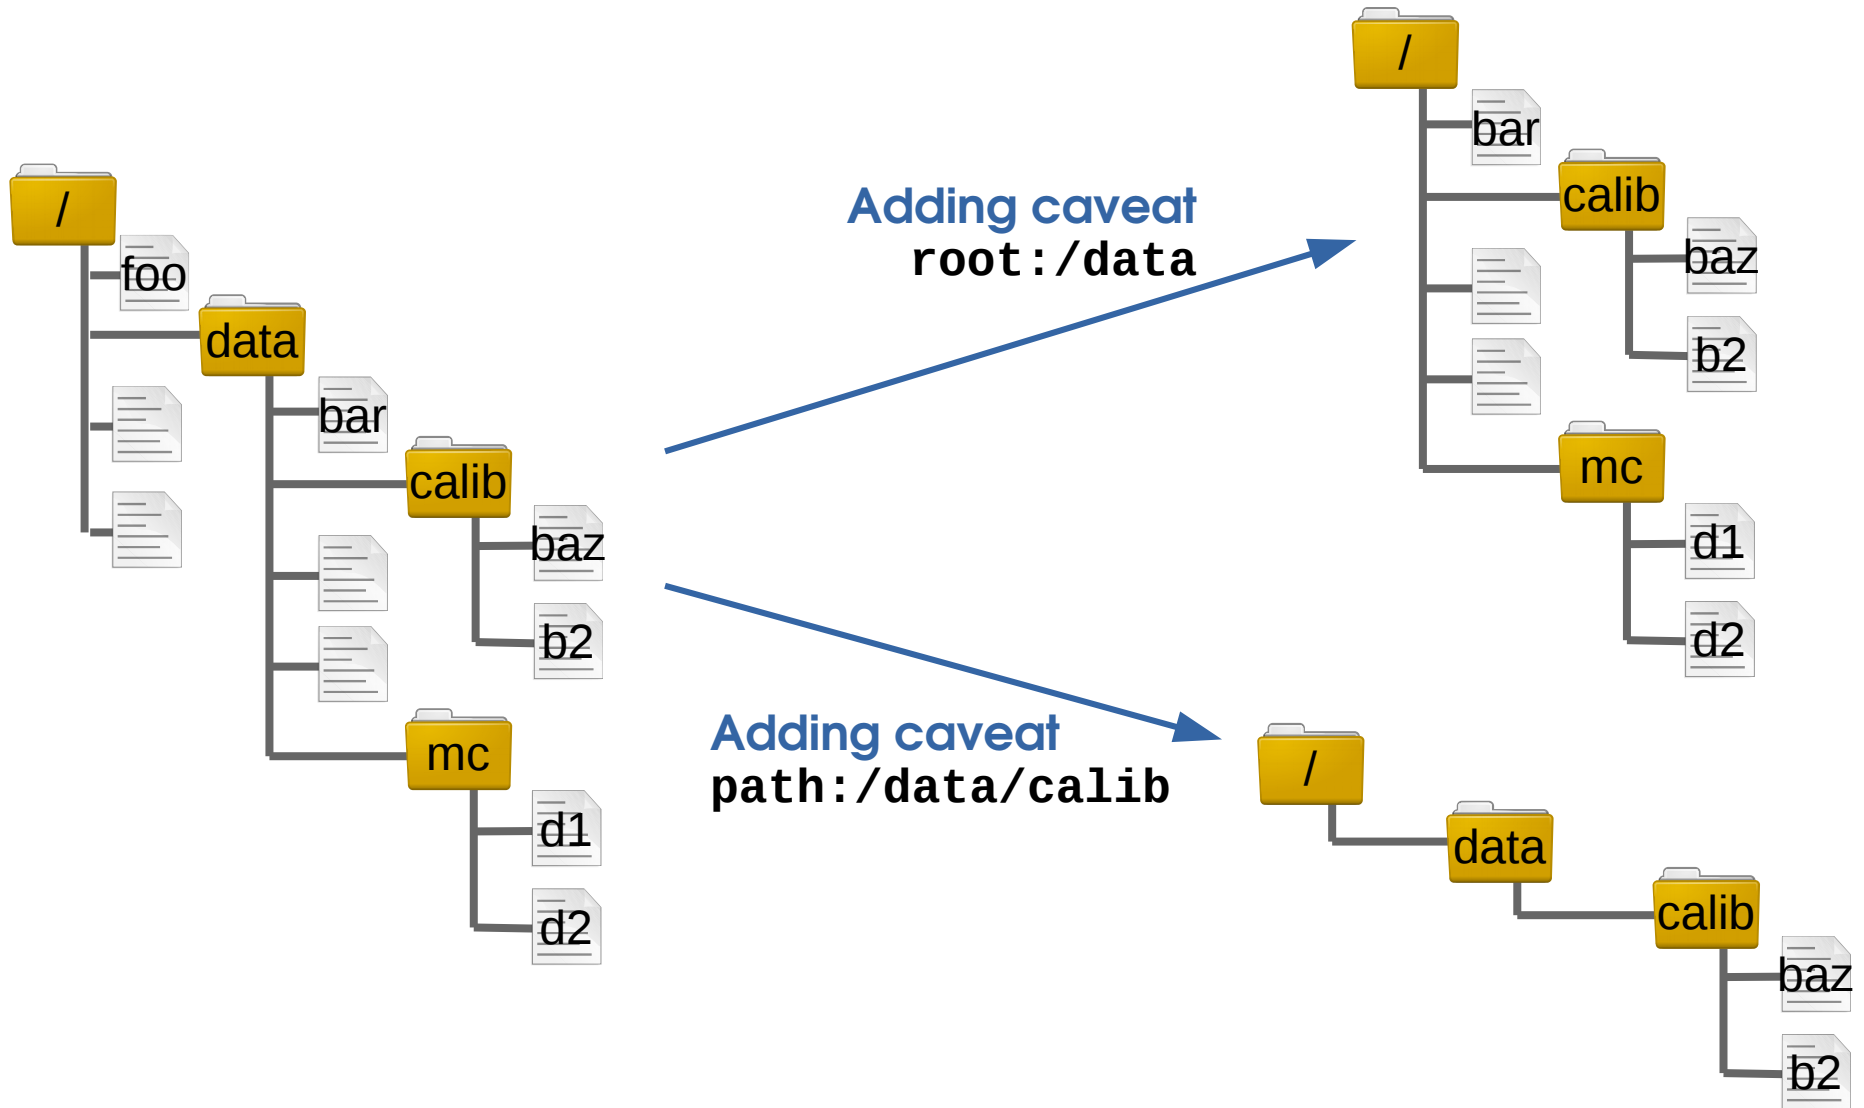 /
foo
data
bar
calib
baz
b2
mc
d1
d2
Adding caveat
root:/data
Adding caveat
path:/data/calib
/
bar
calib
baz
b2
mc
d1
d2
/
data
calib
baz
b2